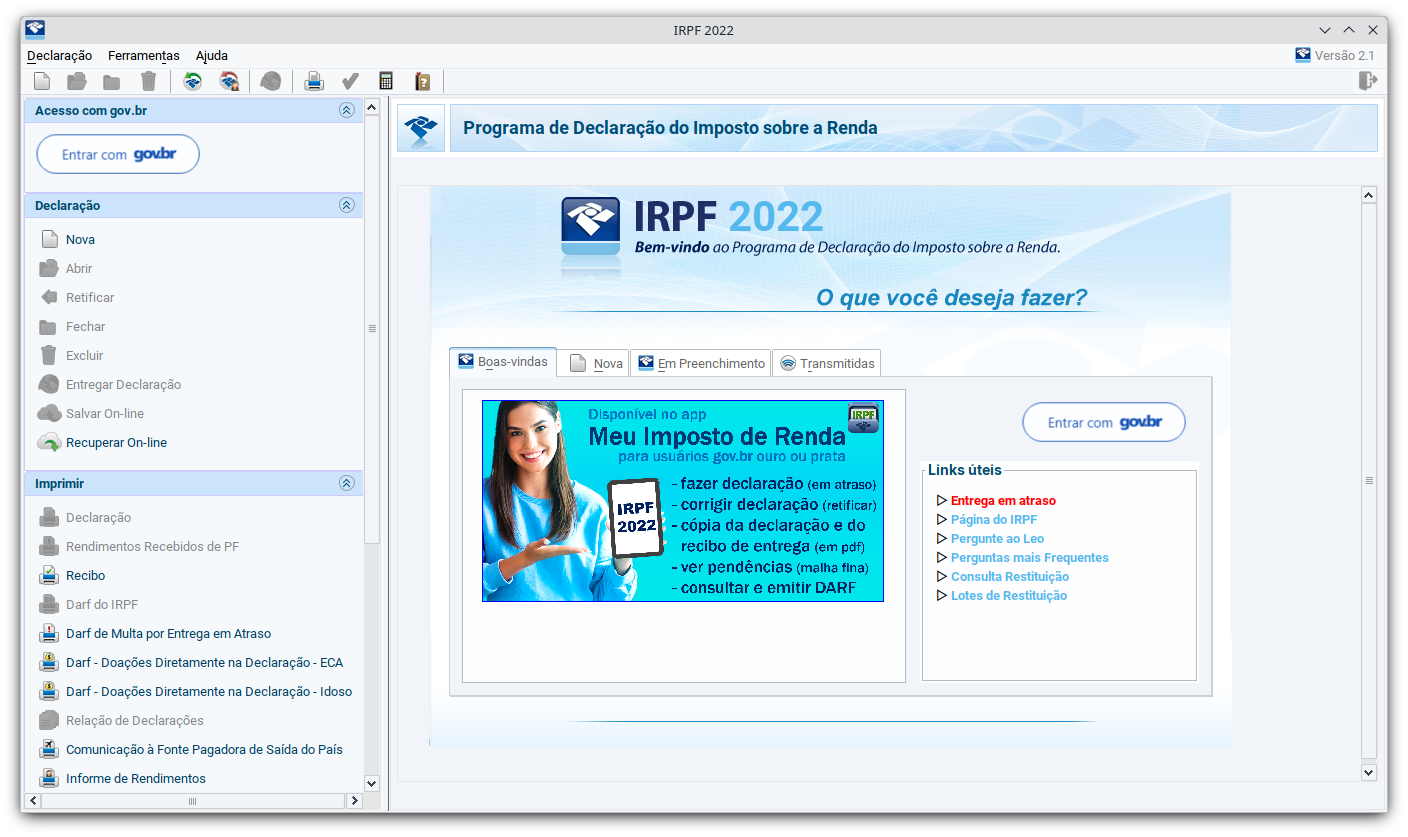 IRPF 2022
Declaração Ferramentas Ajuda
Versão 2.1
Acesso com gov.br
Entrar com gov.br
Declaração
Nova
Abrir
Retificar
Fechar
Excluir
Entregar Declaração
Salvar On-line
Recuperar On-line
Imprimir
Declaração
Rendimentos Recebidos de PF
Recibo
Darf do IRPF
Darf de Multa por Entrega em Atraso
Darf - Doações Diretamente na Declaração - ECA
Darf - Doações Diretamente na Declaração - Idoso
Relação de Declarações
Comunicação à Fonte Pagadora de Saída do País
Informe de Rendimentos
Programa de Declaração do Imposto sobre a Renda
IRPF 2022
Bem-vindo ao Programa de Declaração do Imposto sobre a Renda.
O que você deseja fazer?
Boas-vindas Nova Em Preenchimento Transmitidas
Disponível no app
IRPF
Meu Imposto de Renda
para usuários gov.br ouro ou prata
IRPF
2022
- fazer declaração (em atraso)
- corrigir declaração (retificar)
- cópia da declaração e do
recibo de entrega (em pdf)
- ver pendências (malha fina)
- consultar e emitir DARF
Entrar com gov.br
Links úteis
Entrega em atraso
Página do IRPF
Pergunte ao Leo
Perguntas mais Frequentes
Consulta Restituição
Lotes de Restituição